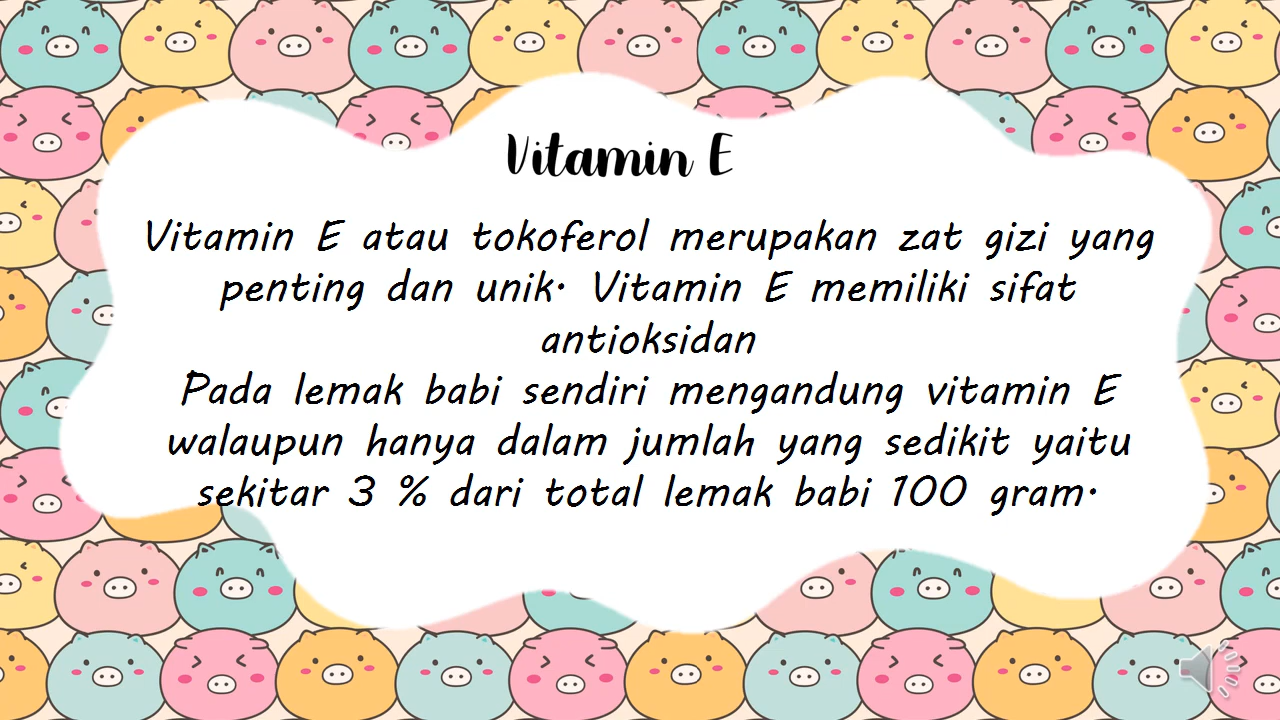 Vitamin E
Vitamin E atau tokoferol merupakan zat gizi yang
penting dan unik. Vitamin E memiliki sifat
antioksidan
Pada lemak babi sendiri mengandung vitamin E
walaupun hanya dalam jumlah yang sedikit yaitu
sekitar 3 % dari total lemak babi 100 gram.